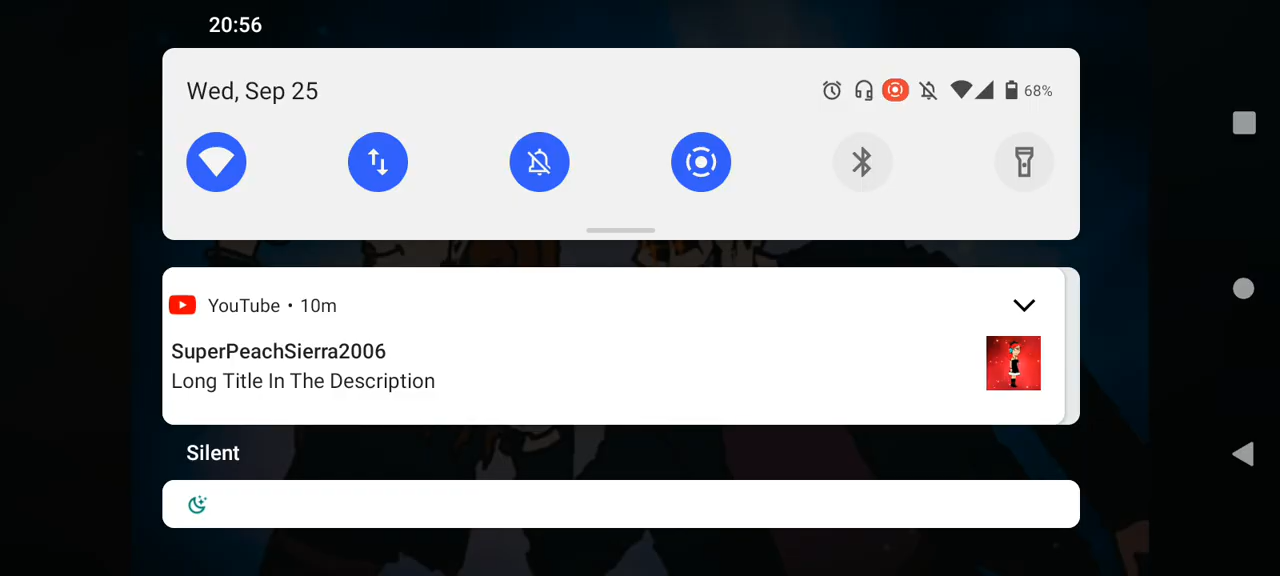 20:56
Wed, Sep 25
68%
YouTube • 10m
SuperPeachSierra2006
Long Title In The Description
Silent